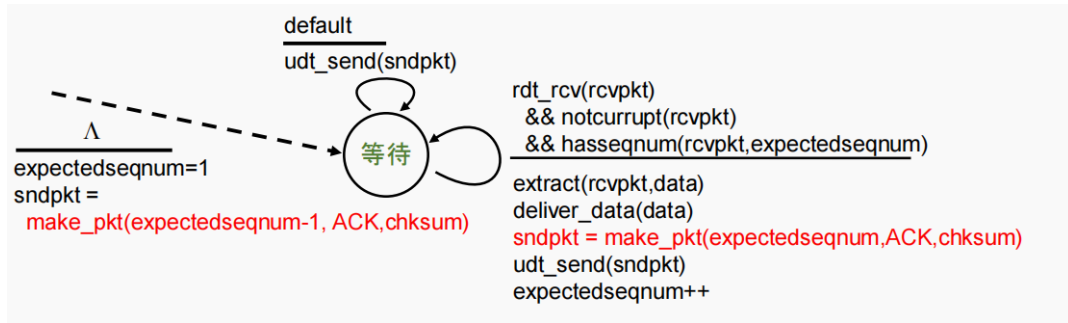 default
udt_send(sndpkt)
Λ
expectedseqnum=1
sndpkt =
make_pkt(expectedseqnum-1, ACK,chksum)
等待
rdt_rcv(rcvpkt)
&& notcurrupt(rcvpkt)
&& hasseqnum(rcvpkt,expectedseqnum)
extract(rcvpkt,data)
deliver_data(data)
sndpkt = make_pkt(expectedseqnum,ACK,chksum)
udt_send(sndpkt)
expectedseqnum++